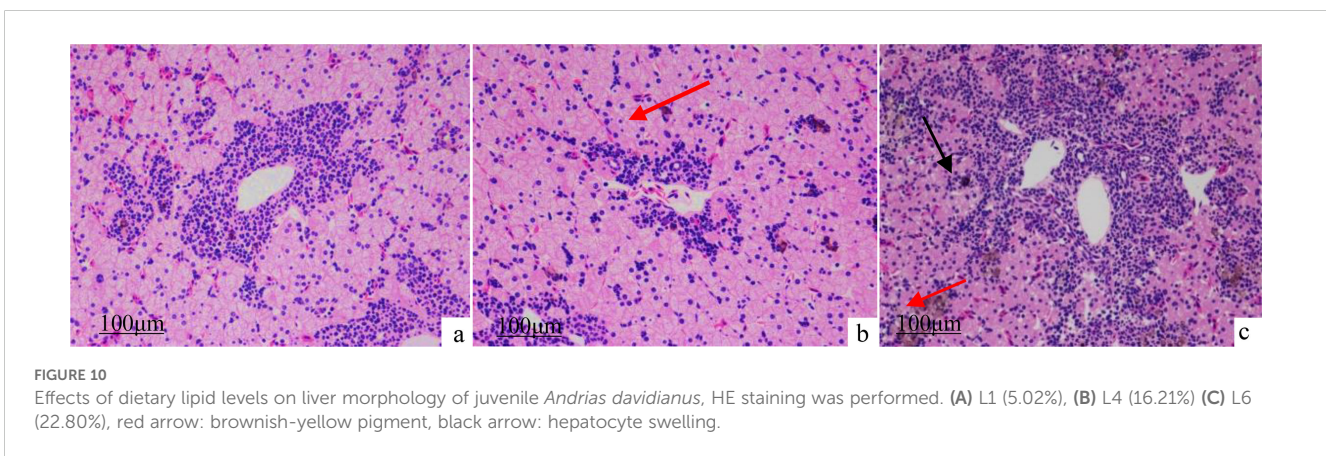 100μm
a
100μm
b
100μm
c
FIGURE 10
Effects of dietary lipid levels on liver morphology of juvenile Andrias davidianus, HE staining was performed. (A) L1 (5.02%), (B) L4 (16.21%) (C) L6
(22.80%), red arrow: brownish-yellow pigment, black arrow: hepatocyte swelling.